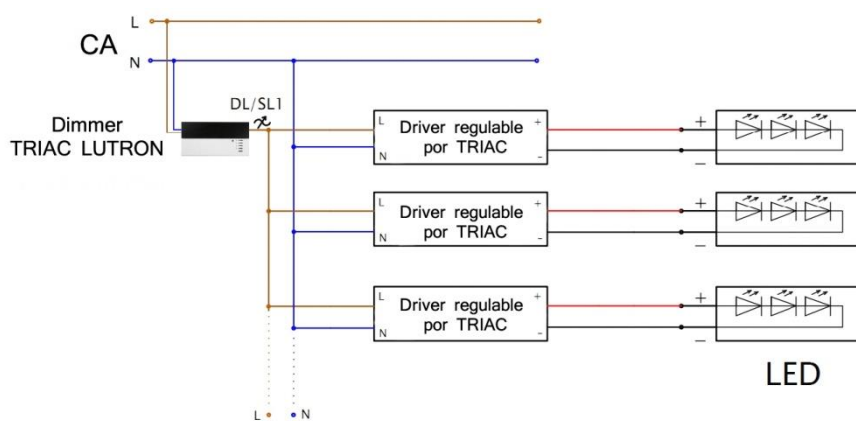 L
CA
N
DL/SL1
Dimmer
TRIAC LUTRON
L
N
Driver regulable
por TRIAC
+
-
+
−
L
N
Driver regulable
por TRIAC
+
-
+
−
L
N
Driver regulable
por TRIAC
+
-
+
−
LED
L
N